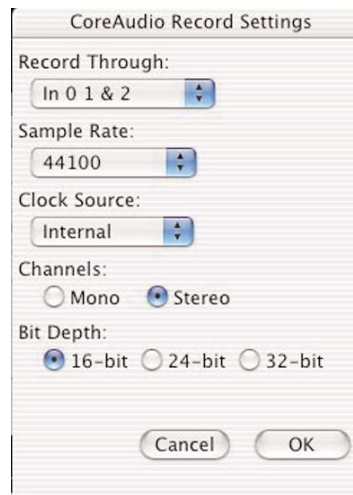 CoreAudio Record Settings
Record Through:
In 0 1 & 2
Sample Rate:
44100
Clock Source:
Internal
Channels:
Mono Stereo
Bit Depth:
16-bit 24-bit 32-bit
Cancel OK